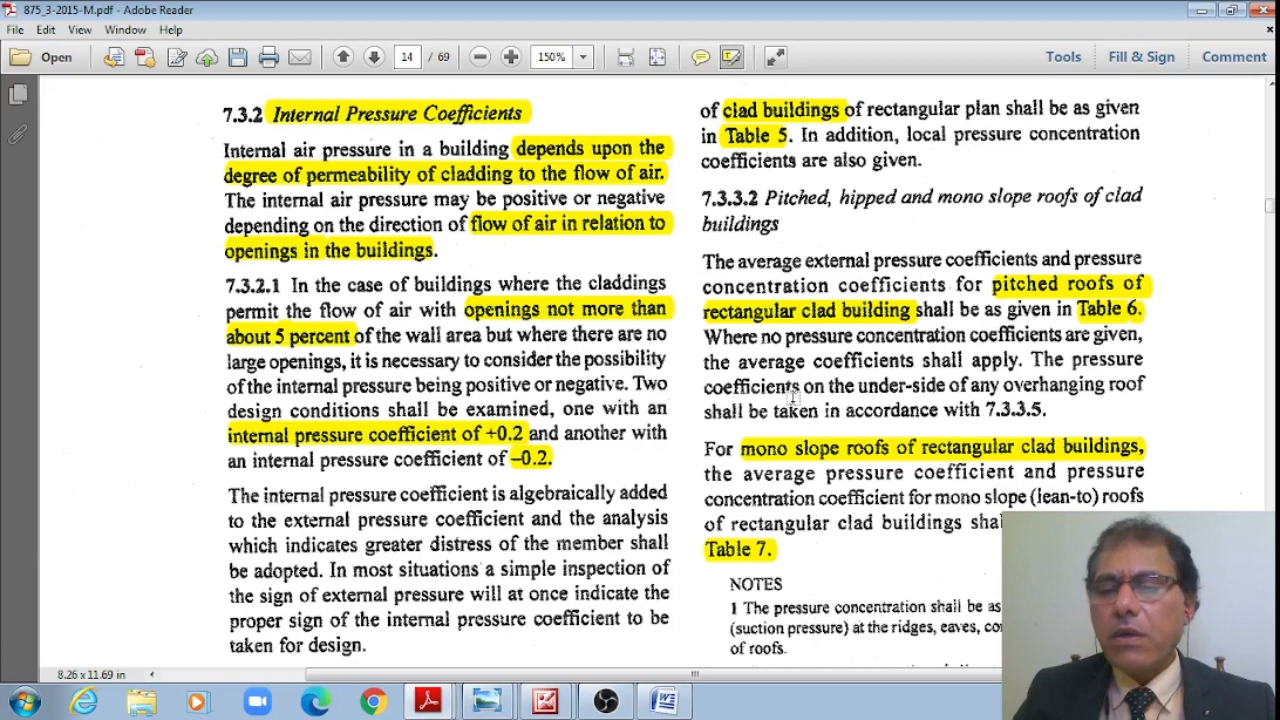 875_3-2015-M.pdf - Adobe Reader
File Edit View Window Help
Open 14 / 69 150% Tools Fill & Sign Comment
7.3.2 Internal Pressure Coefficients
Internal air pressure in a building depends upon the
degree of permeability of cladding to the flow of air.
The internal air pressure may be positive or negative
depending on the direction of flow of air in relation to
openings in the buildings.
7.3.2.1 In the case of buildings where the claddings
permit the flow of air with openings not more than
about 5 percent of the wall area but where there are no
large openings, it is necessary to consider the possibility
of the internal pressure being positive or negative. Two
design conditions shall be examined, one with an
internal pressure coefficient of +0.2 and another with
an internal pressure coefficient of –0.2.
The internal pressure coefficient is algebraically added
to the external pressure coefficient and the analysis
which indicates greater distress of the member shall
be adopted. In most situations a simple inspection of
the sign of external pressure will at once indicate the
proper sign of the internal pressure coefficient to be
taken for design.
of clad buildings of rectangular plan shall be as given
in Table 5. In addition, local pressure concentration
coefficients are also given.
7.3.3.2 Pitched, hipped and mono slope roofs of clad
buildings
The average external pressure coefficients and pressure
concentration coefficients for pitched roofs of
rectangular clad building shall be as given in Table 6.
Where no pressure concentration coefficients are given,
the average coefficients shall apply. The pressure
coefficients on the under-side of any overhanging roof
shall be taken in accordance with 7.3.3.5.
For mono slope roofs of rectangular clad buildings,
the average pressure coefficient and pressure
concentration coefficient for mono slope (lean-to) roofs
of rectangular clad buildings shal
Table 7.
NOTES
1 The pressure concentration shall be as
(suction pressure) at the ridges, eaves, co
of roofs.
8.26 x 11.69 in